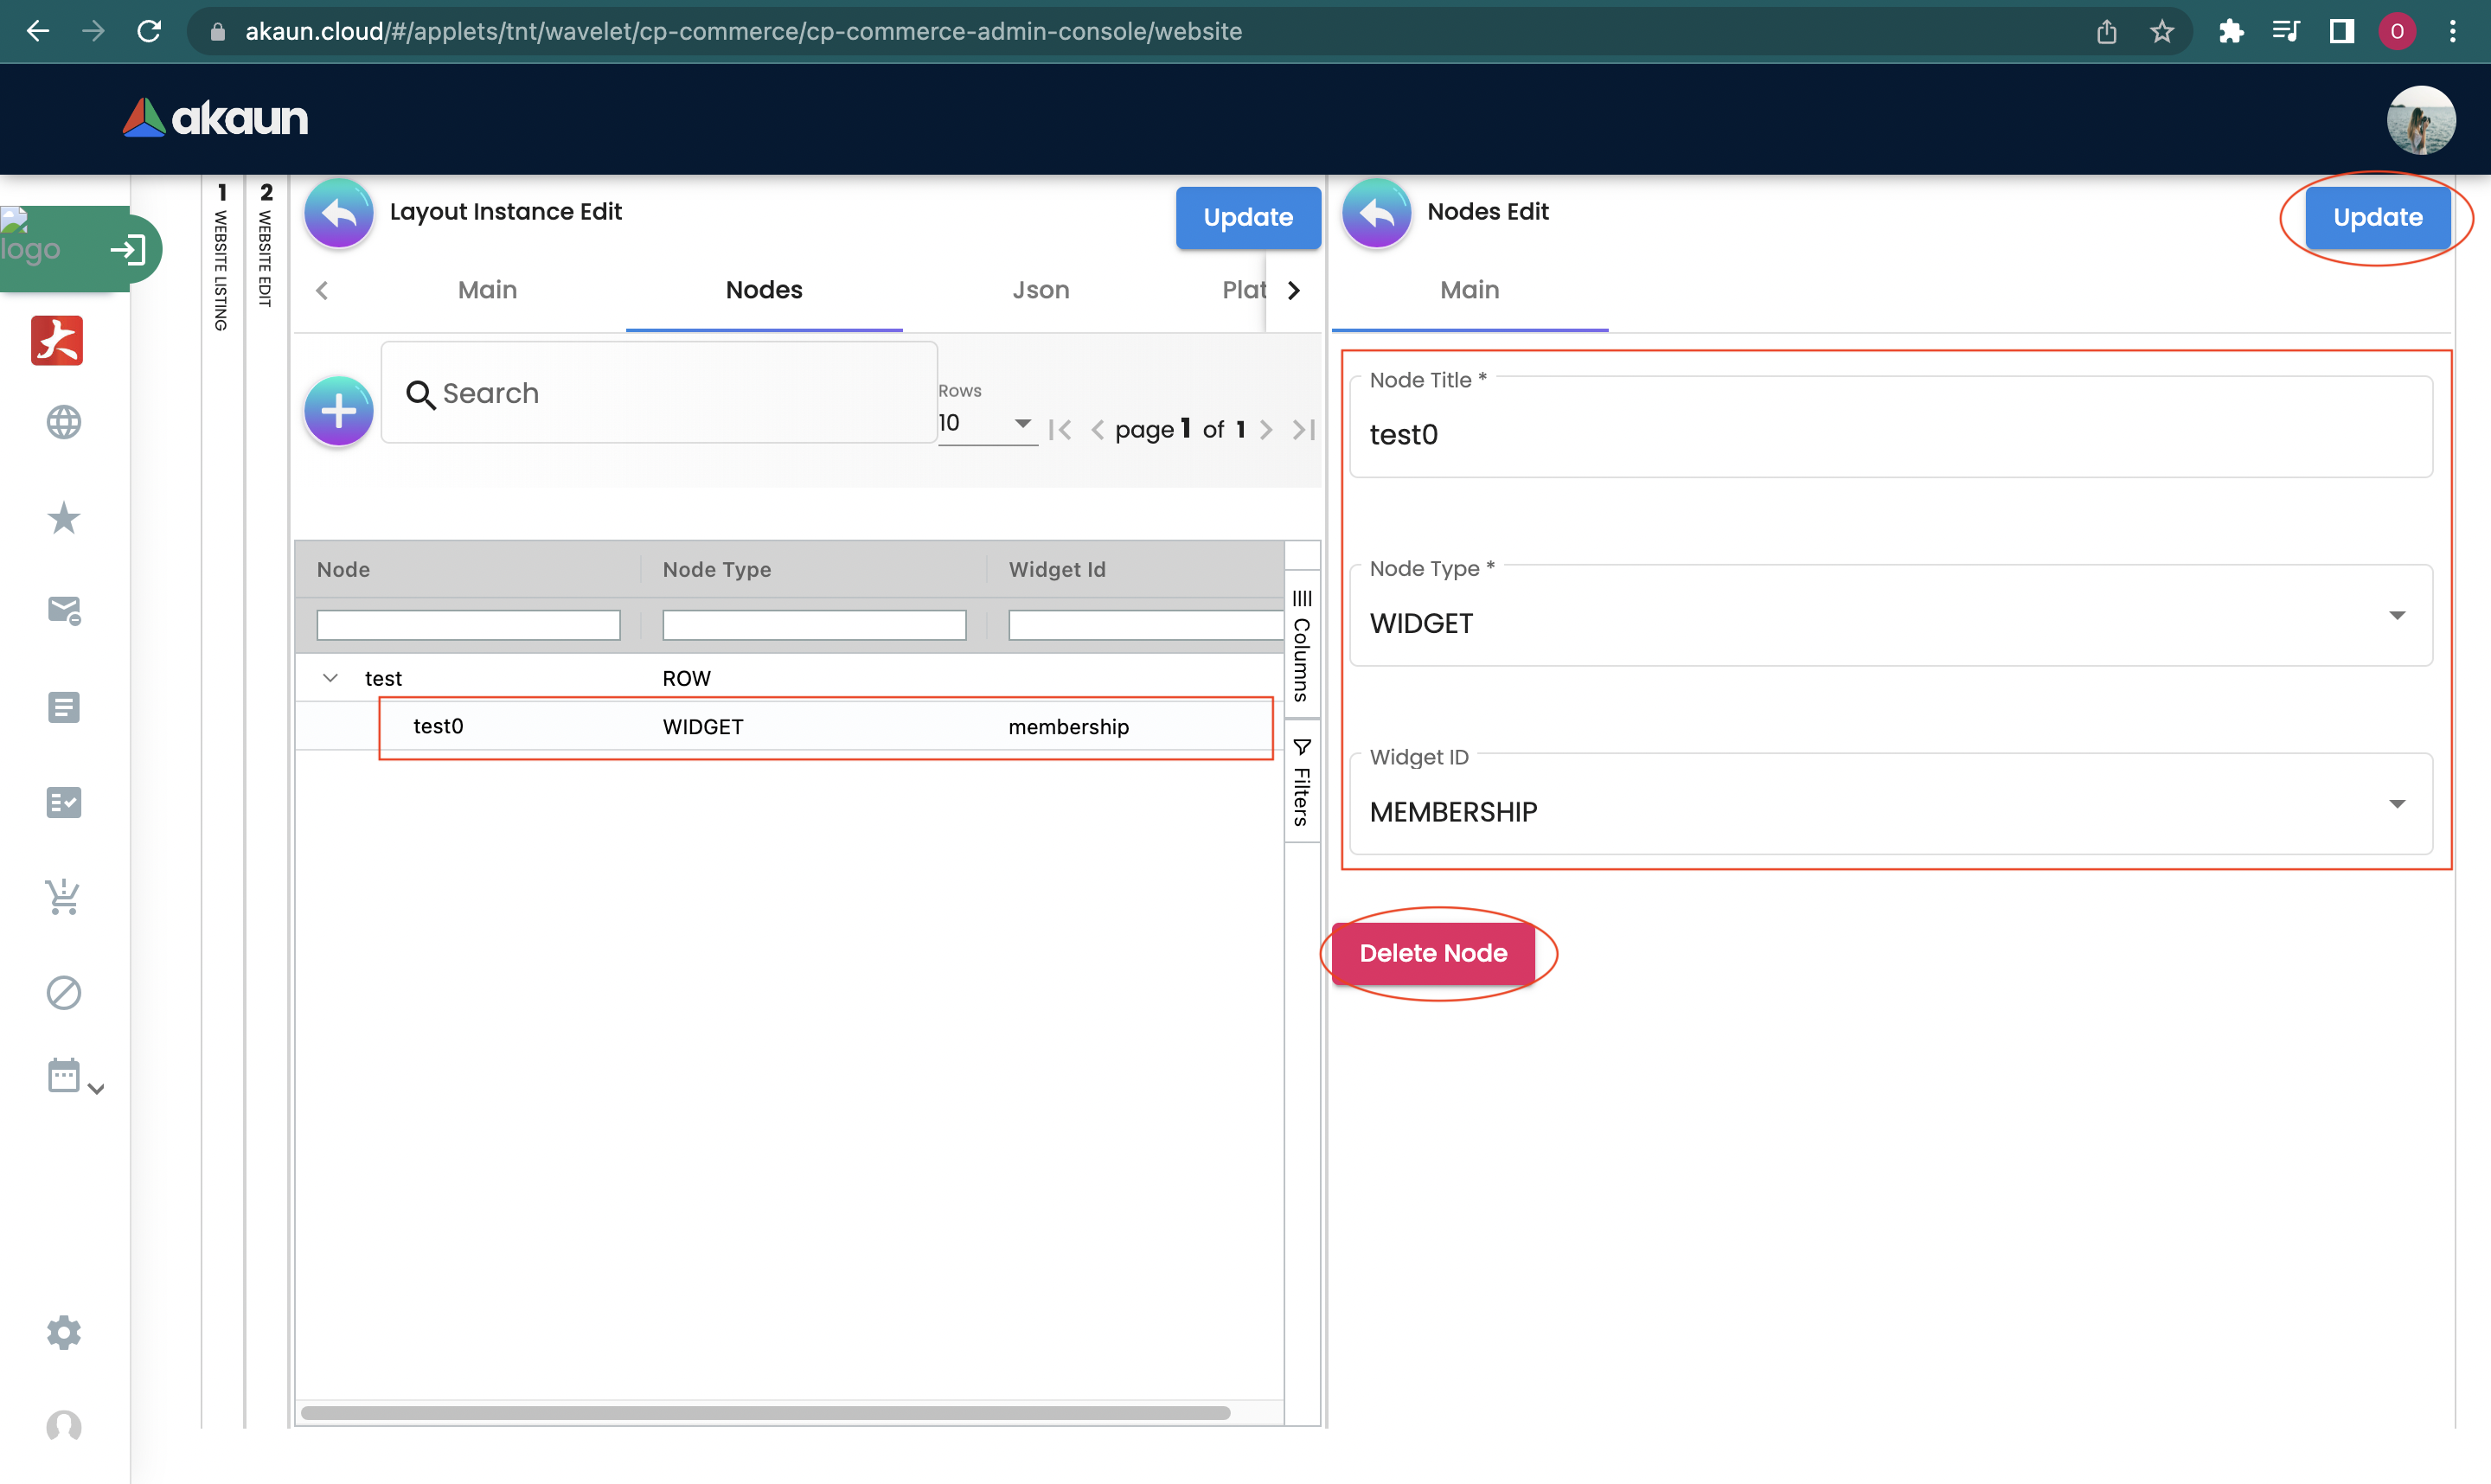 akaun.cloud/#/applets/tnt/wavelet/cp-commerce/cp-commerce-admin-console/website
O
akaun
logo
1 WEBSITE LISTING
2 WEBSITE EDIT
Layout Instance Edit
Update
Main
Nodes
Json
Plat
Search
Rows
10
page 1 of 1
Node
Node Type
Widget Id
test
ROW
test0
WIDGET
membership
Columns
Filters
Nodes Edit
Update
Main
Node Title *
test0
Node Type *
WIDGET
Widget ID
MEMBERSHIP
Delete Node